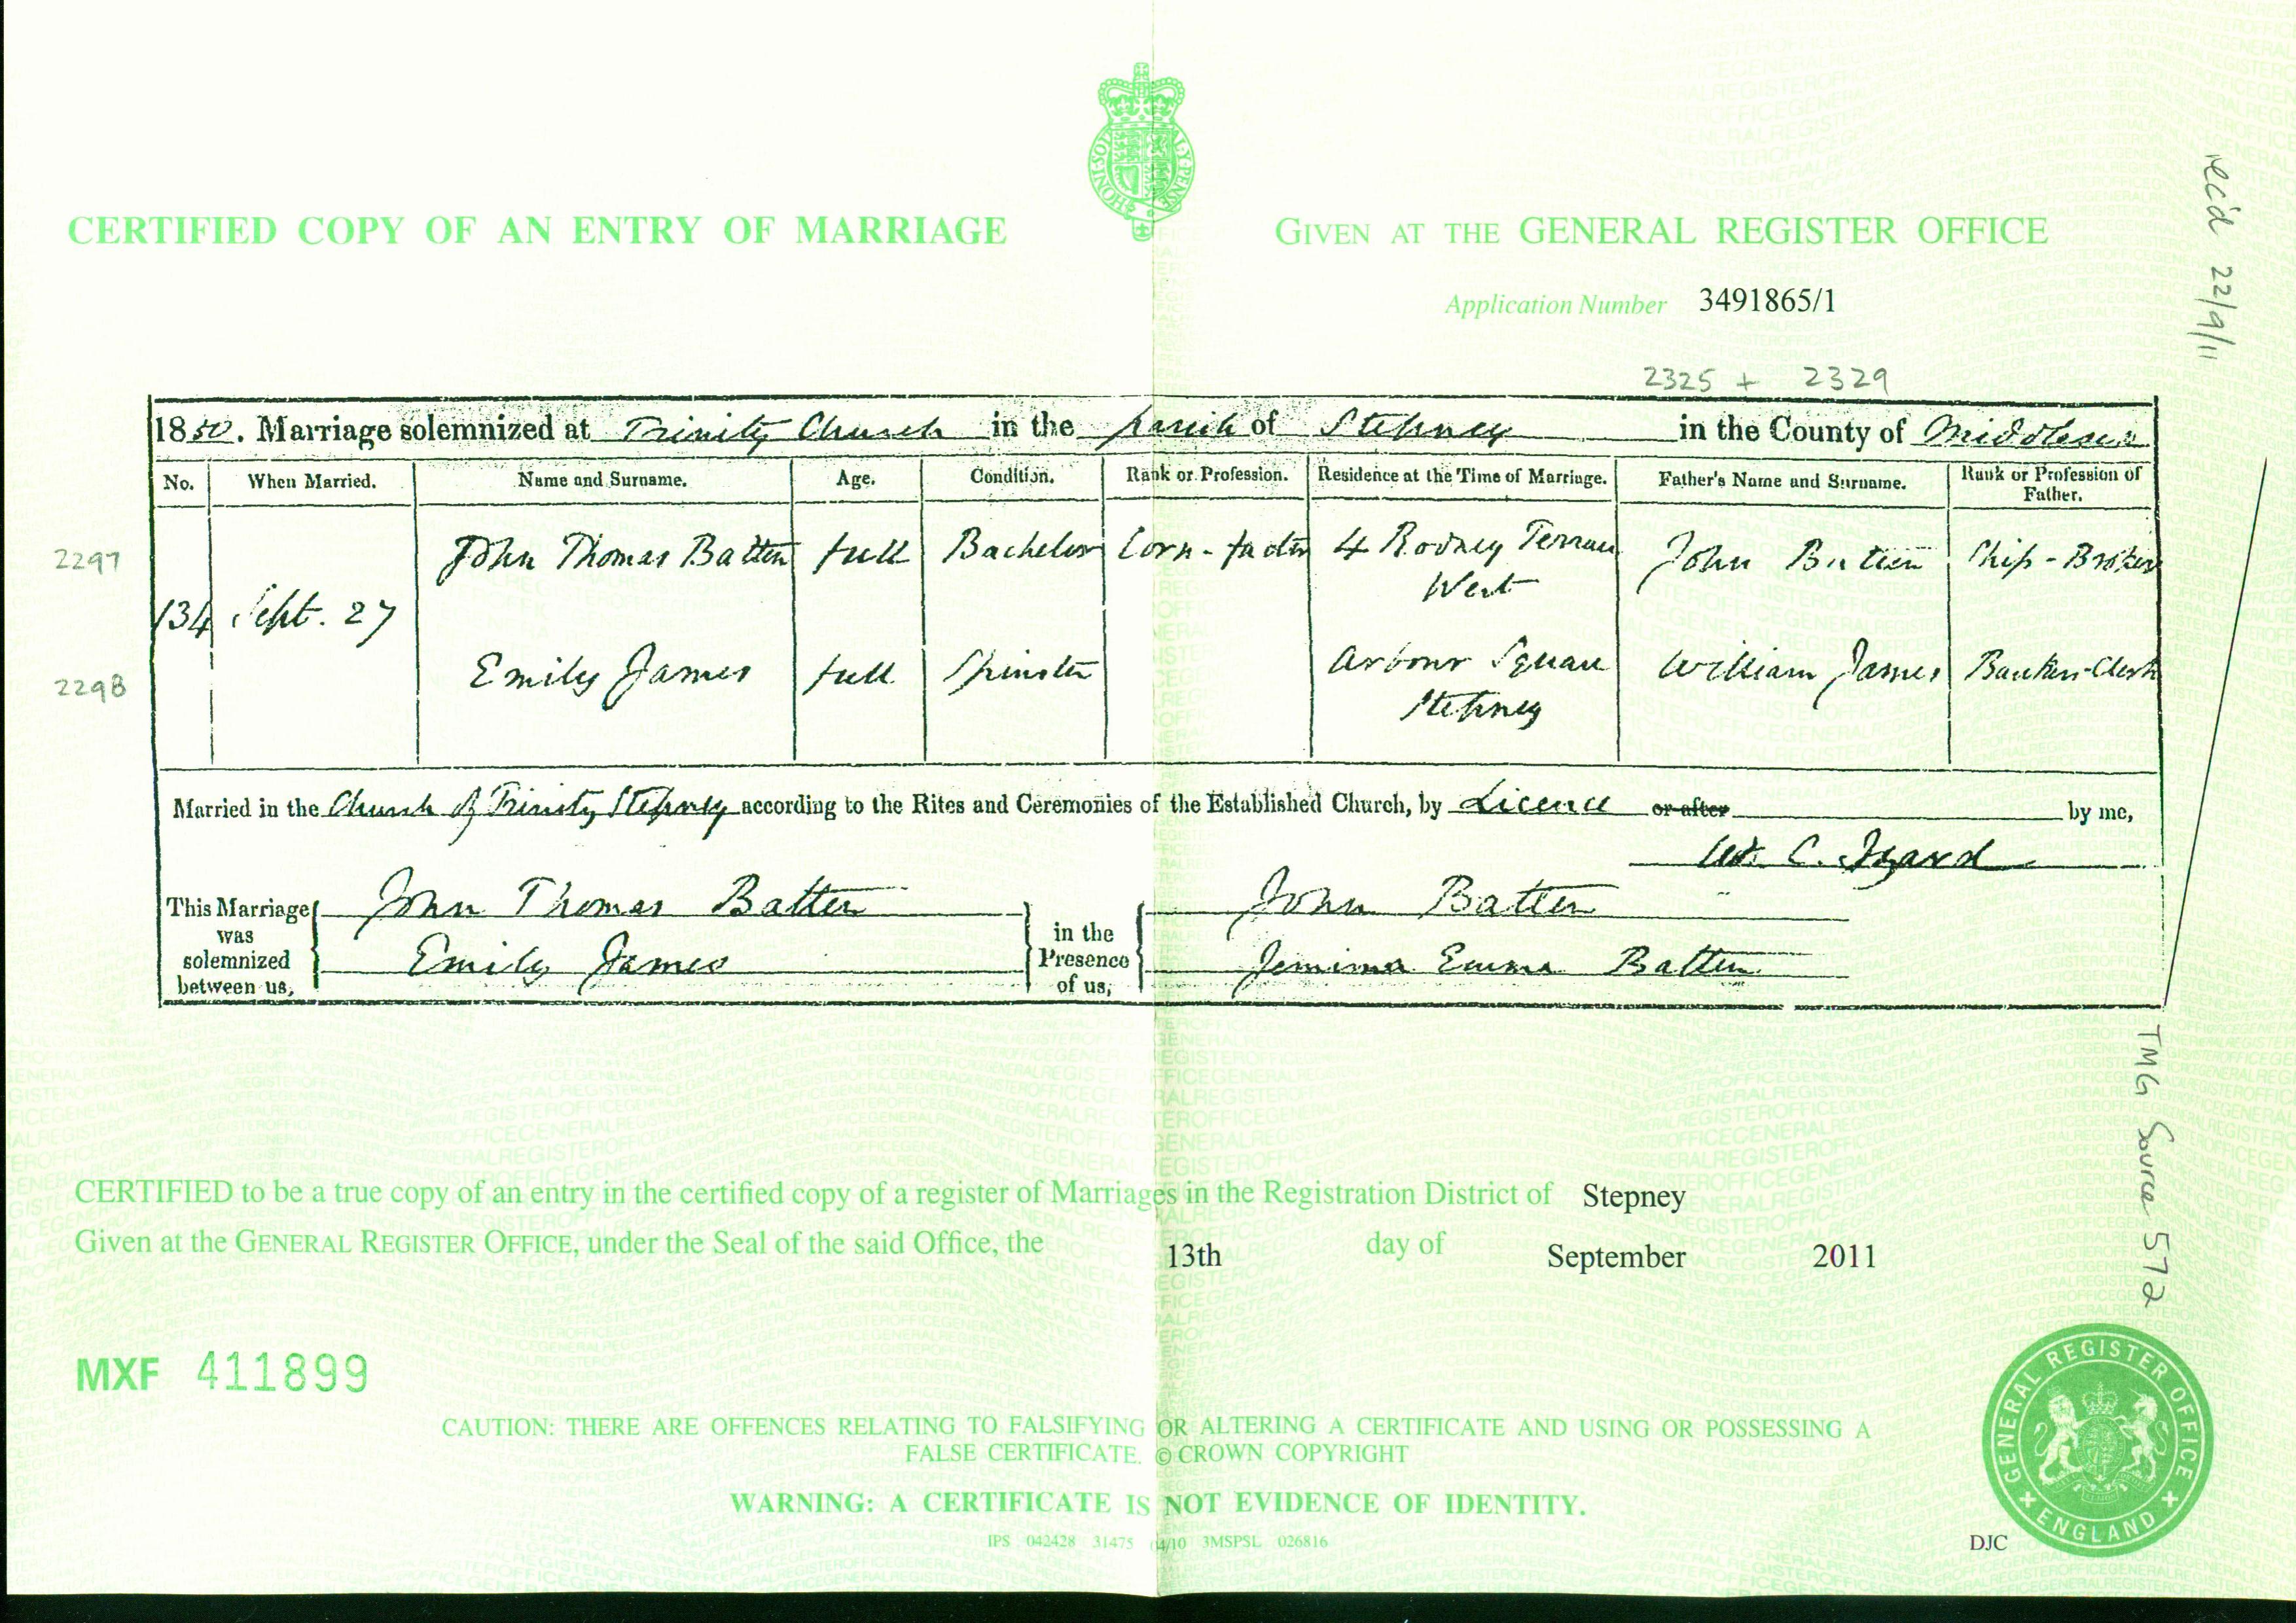 HONI·SOIT·QUI·MAL·Y·PENSE
CERTIFIED COPY OF AN ENTRY OF MARRIAGE
GIVEN AT THE GENERAL REGISTER OFFICE
Application Number 3491865/1
rec'd 22/9/11
2325 + 2329
1850. Marriage solemnized at Trinity Church in the parish of Stepney in the County of Middlesex
No. When Married. Name and Surname. Age. Condition. Rank or Profession. Residence at the Time of Marriage. Father's Name and Surname. Rank or Profession of Father.
2297 John Thomas Batten full Bachelor Corn-factor 4 Rodney Terrace West John Batten Ship-Broker
134 Sept. 27
2298 Emily James full Spinster Arbour Square Stepney William James Bankers-Clerk
Married in the Church of Trinity Stepney according to the Rites and Ceremonies of the Established Church, by Licence or after by me,
Wm. C. Izard
This Marriage was solemnized between us, John Thomas Batten
Emily James
in the Presence of us, John Batten
Jemima Emma Batten
TMG Source 572
CERTIFIED to be a true copy of an entry in the certified copy of a register of Marriages in the Registration District of Stepney
Given at the GENERAL REGISTER OFFICE, under the Seal of the said Office, the 13th day of September 2011
MXF 411899
CAUTION: THERE ARE OFFENCES RELATING TO FALSIFYING OR ALTERING A CERTIFICATE AND USING OR POSSESSING A
FALSE CERTIFICATE. © CROWN COPYRIGHT
WARNING: A CERTIFICATE IS NOT EVIDENCE OF IDENTITY.
IPS 042428 31475 04/10 3MSPSL 026816
DJC
GENERAL REGISTER OFFICE
ENGLAND